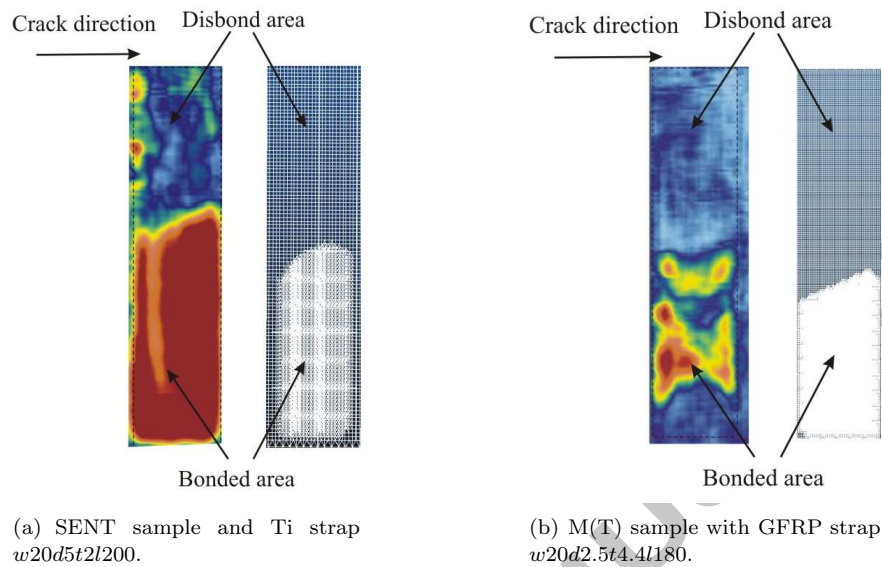 Crack direction
Disbond area
Bonded area
(a) SENT sample and Ti strap
w20d5t2l200.
Crack direction
Disbond area
Bonded area
(b) M(T) sample with GFRP strap
w20d2.5t4.4l180.